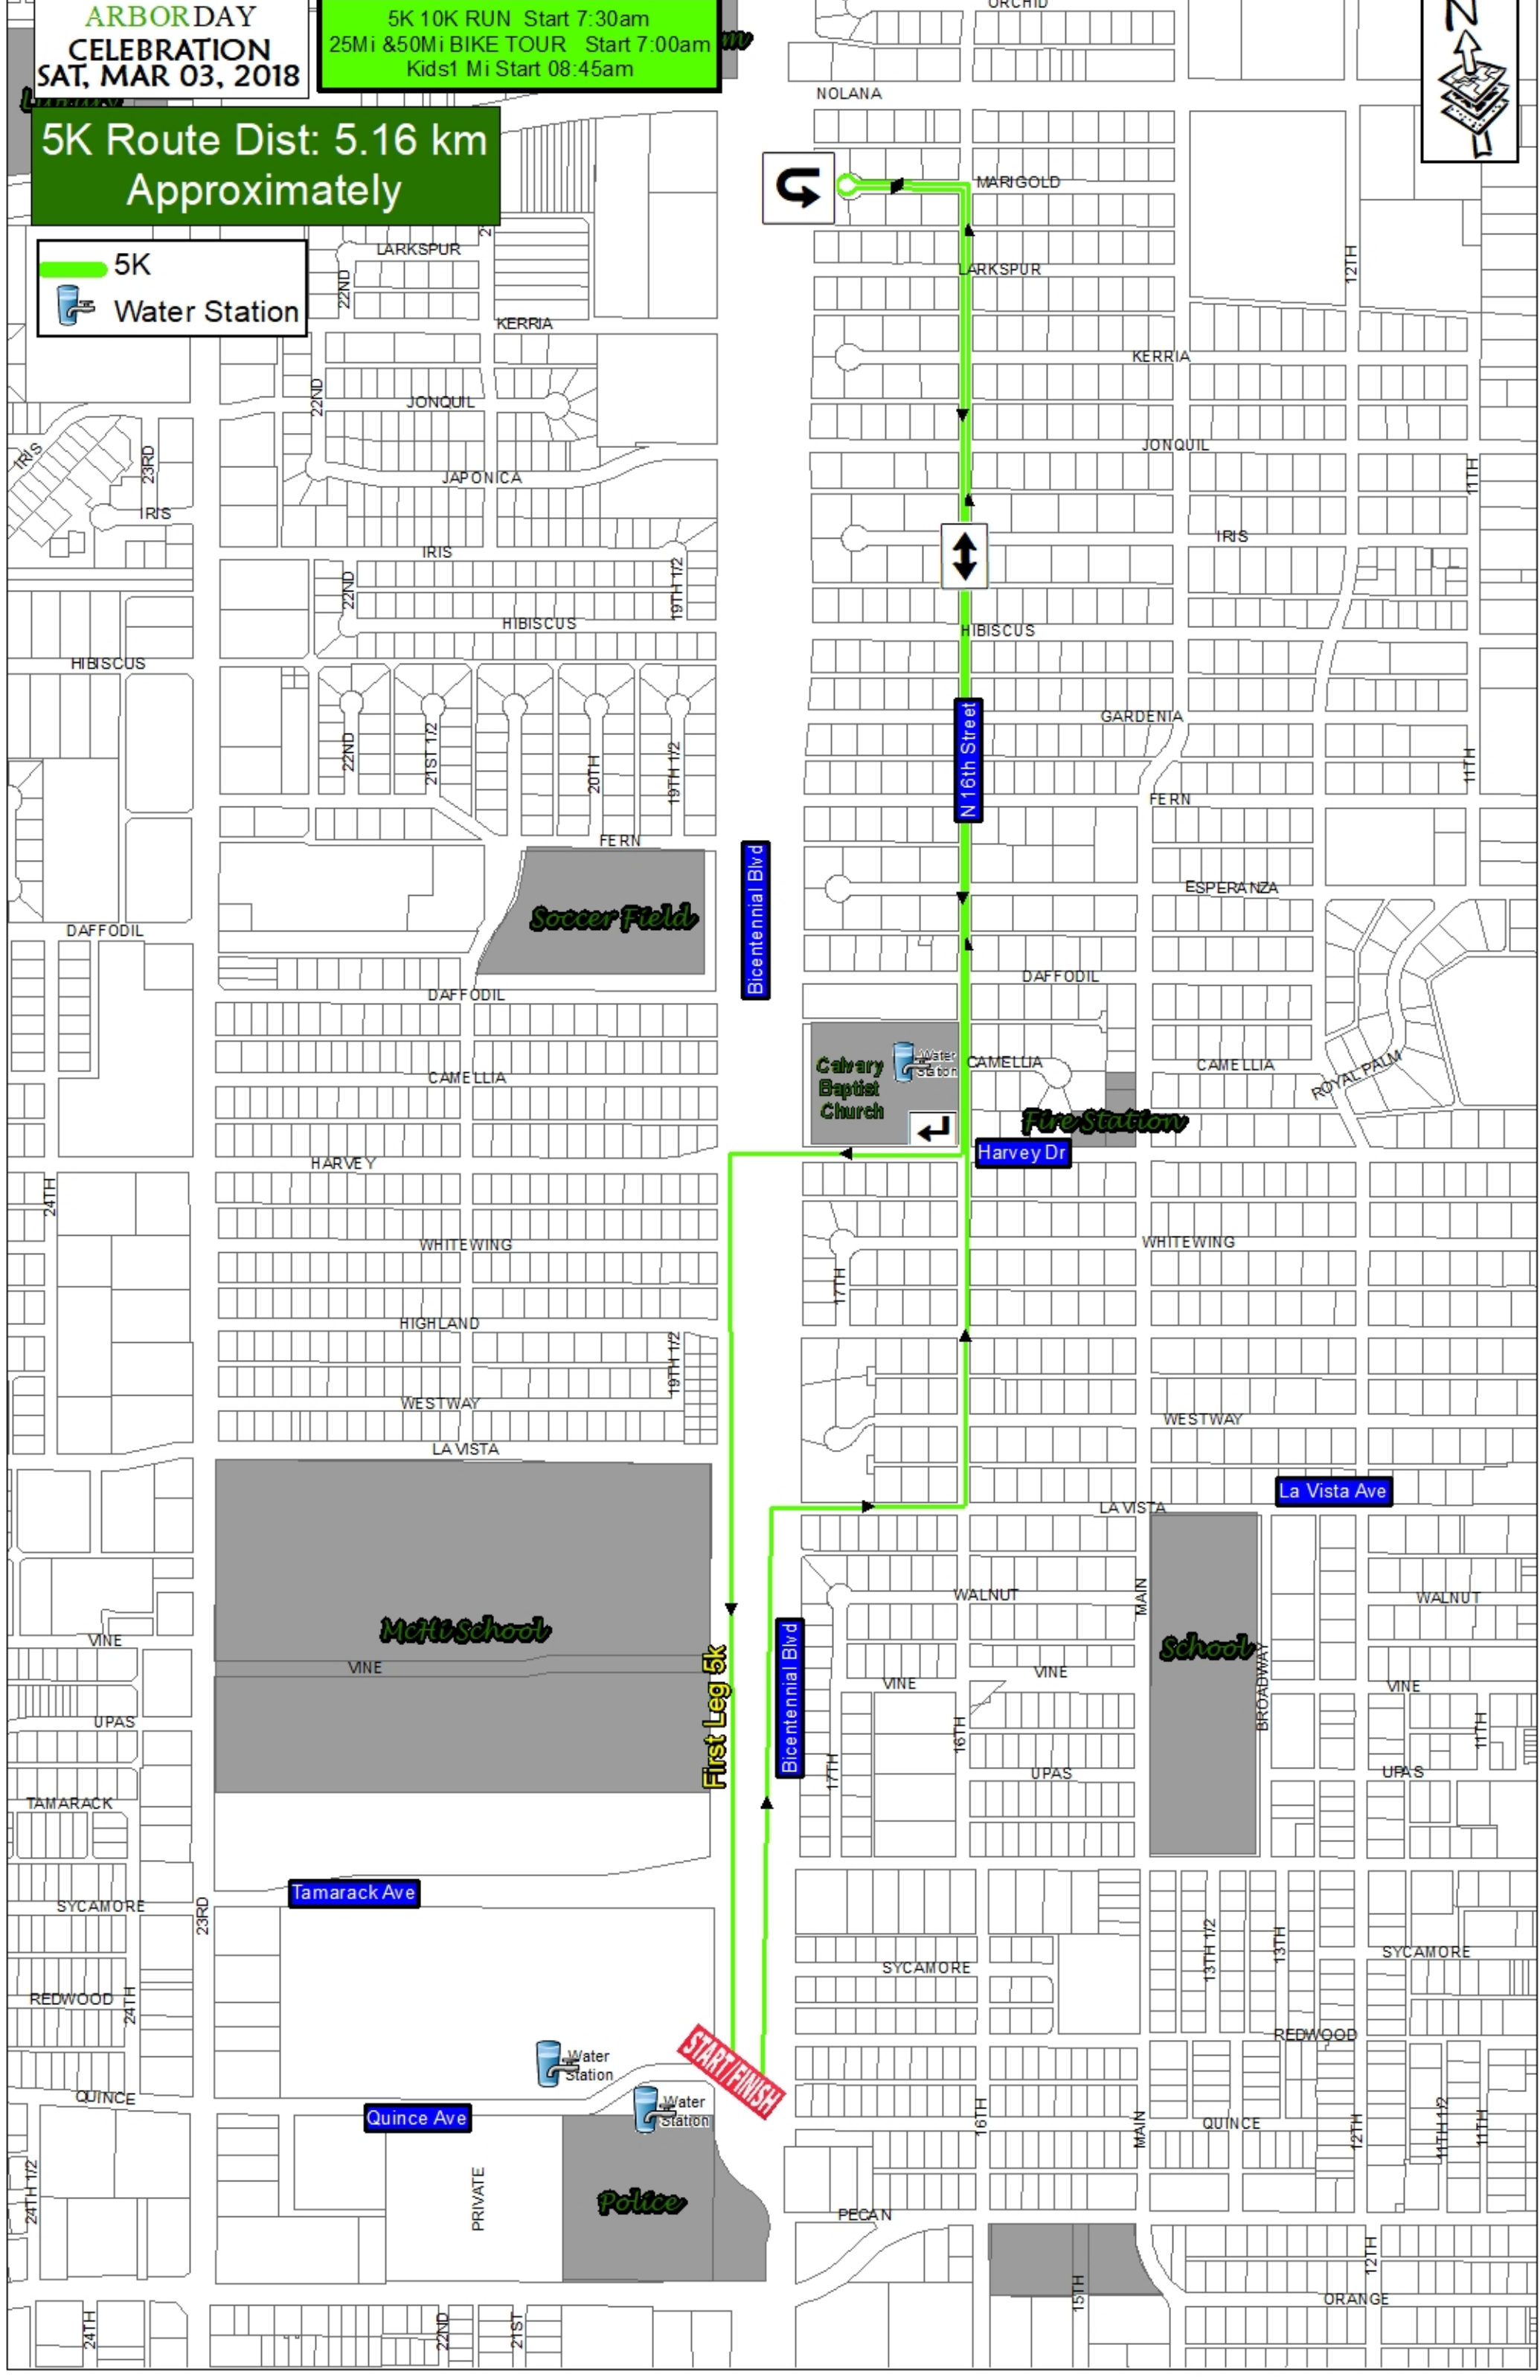 ORCHID
ARBOR DAY
CELEBRATION
SAT, MAR 03, 2018
5K 10K RUN Start 7:30am
25Mi &50Mi BIKE TOUR Start 7:00am
Kids1 Mi Start 08:45am
N
NOLANA
5K Route Dist: 5.16 km
Approximately
MARIGOLD
5K
Water Station
LARKSPUR
22ND
LARKSPUR
12TH
KERRIA
KERRIA
22ND
JONQUIL
JONQUIL
IRIS
23RD
JAPONICA
11TH
IRIS
IRIS
IRIS
22ND
19TH 1/2
HIBISCUS
HIBISCUS
HIBISCUS
N 16th Street
GARDENIA
22ND
21ST 1/2
20TH
19TH 1/2
11TH
FERN
FERN
Bicentennial Blvd
ESPERANZA
Soccer Field
DAFFODIL
DAFFODIL
DAFFODIL
Calvary
Baptist
Church
Water
Station
CAMELLIA
CAMELLIA
CAMELLIA
ROYAL PALM
Fire Station
Harvey Dr
HARVEY
24TH
WHITEWING
WHITEWING
17TH
HIGHLAND
19TH 1/2
WESTWAY
WESTWAY
LA VISTA
La Vista Ave
LA VISTA
McHi School
WALNUT
MAIN
WALNUT
VINE
VINE
First Leg 5k
Bicentennial Blvd
School
BROADWAY
VINE
VINE
VINE
UPAS
16TH
11TH
17TH
UPAS
UPAS
TAMARACK
Tamarack Ave
SYCAMORE
23RD
13TH 1/2
13TH
SYCAMORE
SYCAMORE
REDWOOD
24TH
REDWOOD
START/FINISH
Water
Station
QUINCE
Water
Station
Quince Ave
16TH
MAIN
QUINCE
12TH
11TH 1/2
11TH
24TH 1/2
PRIVATE
Police
PECAN
12TH
15TH
ORANGE
24TH
22ND
21ST